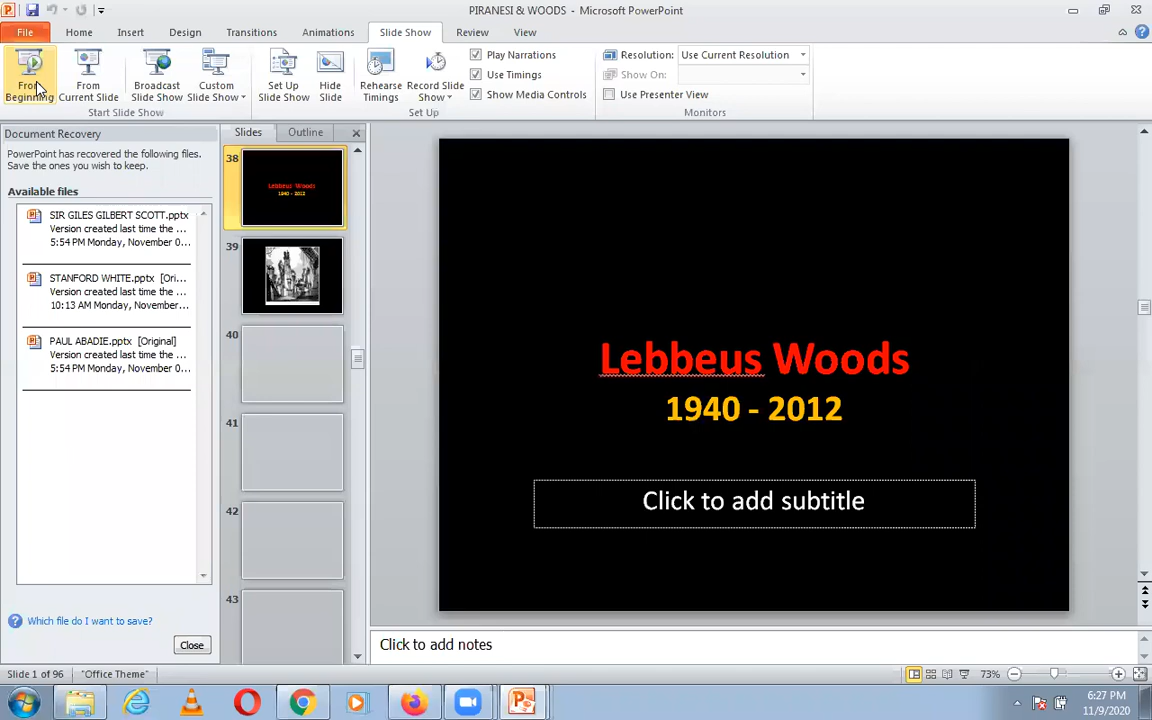 PIRANESI & WOODS - Microsoft PowerPoint
File Home Insert Design Transitions Animations Slide Show Review View
From Beginning
From Current Slide
Broadcast Slide Show
Custom Slide Show
Start Slide Show
Set Up Slide Show
Hide Slide
Rehearse Timings
Record Slide Show
Play Narrations
Use Timings
Show Media Controls
Set Up
Resolution: Use Current Resolution
Show On:
Use Presenter View
Monitors
Document Recovery
PowerPoint has recovered the following files.
Save the ones you wish to keep.
Available files
SIR GILES GILBERT SCOTT.pptx
Version created last time the ...
5:54 PM Monday, November 0...
STANFORD WHITE.pptx [Ori...
Version created last time the ...
10:13 AM Monday, November...
PAUL ABADIE.pptx [Original]
Version created last time the ...
5:54 PM Monday, November 0...
Which file do I want to save?
Close
Slides Outline
38
Lebbeus Woods
1940 - 2012
39
40
41
42
43
Lebbeus Woods
1940 - 2012
Click to add subtitle
Click to add notes
Slide 1 of 96 "Office Theme" 73%
6:27 PM
11/9/2020